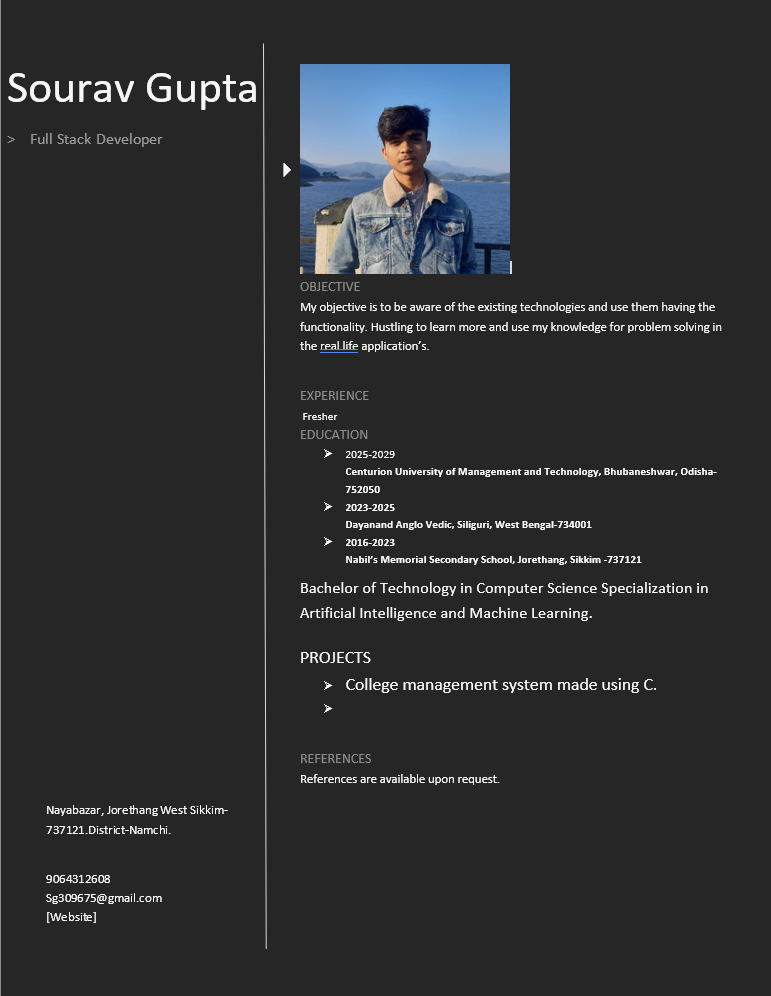 Sourav Gupta
> Full Stack Developer
OBJECTIVE
My objective is to be aware of the existing technologies and use them having the
functionality. Hustling to learn more and use my knowledge for problem solving in
the real life application's.
EXPERIENCE
Fresher
EDUCATION
➢ 2025-2029
Centurion University of Management and Technology, Bhubaneshwar, Odisha-
752050
➢ 2023-2025
Dayanand Anglo Vedic, Siliguri, West Bengal-734001
➢ 2016-2023
Nabil's Memorial Secondary School, Jorethang, Sikkim -737121
Bachelor of Technology in Computer Science Specialization in
Artificial Intelligence and Machine Learning.
PROJECTS
➢ College management system made using C.
➢
REFERENCES
References are available upon request.
Nayabazar, Jorethang West Sikkim-
737121.District-Namchi.
9064312608
Sg309675@gmail.com
[Website]